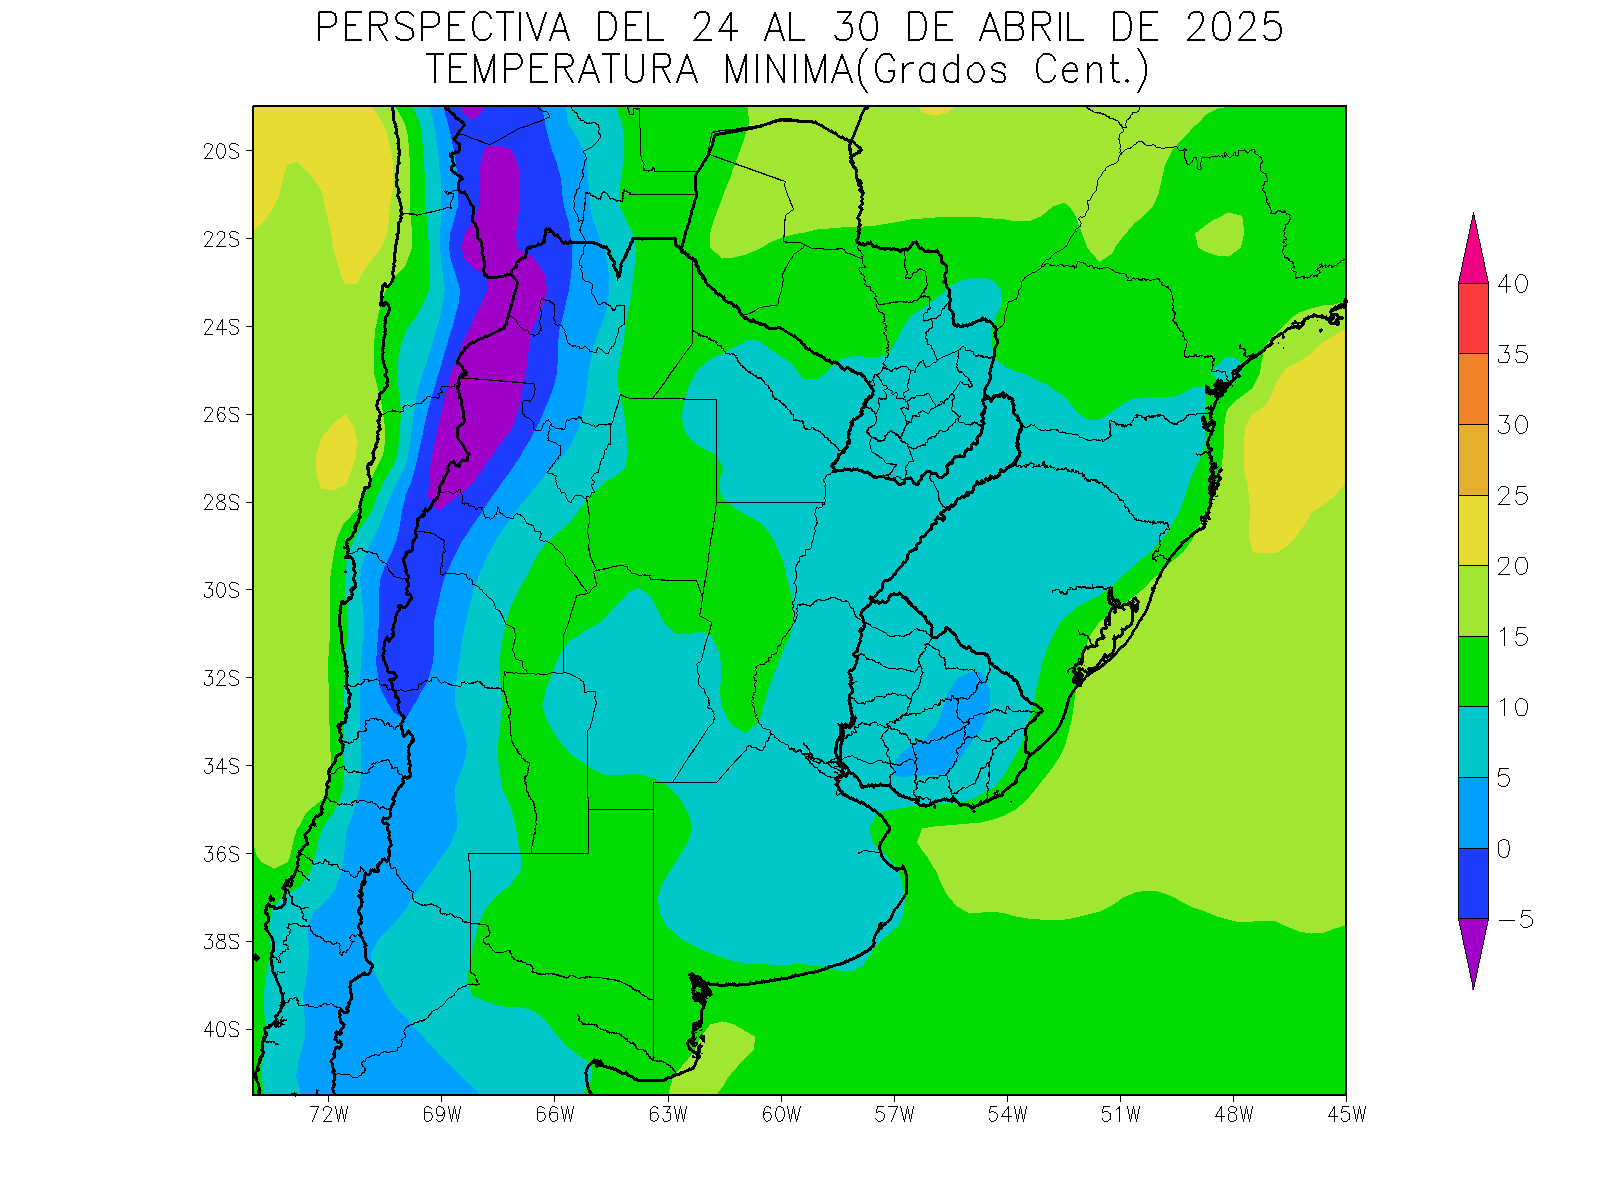 PERSPECTIVA DEL 24 AL 30 DE ABRIL DE 2025
TEMPERATURA MINIMA(Grados Cent.)
20S
22S
24S
26S
28S
30S
32S
34S
36S
38S
40S
72W 69W 66W 63W 60W 57W 54W 51W 48W 45W
40
35
30
25
20
15
10
5
0
−5